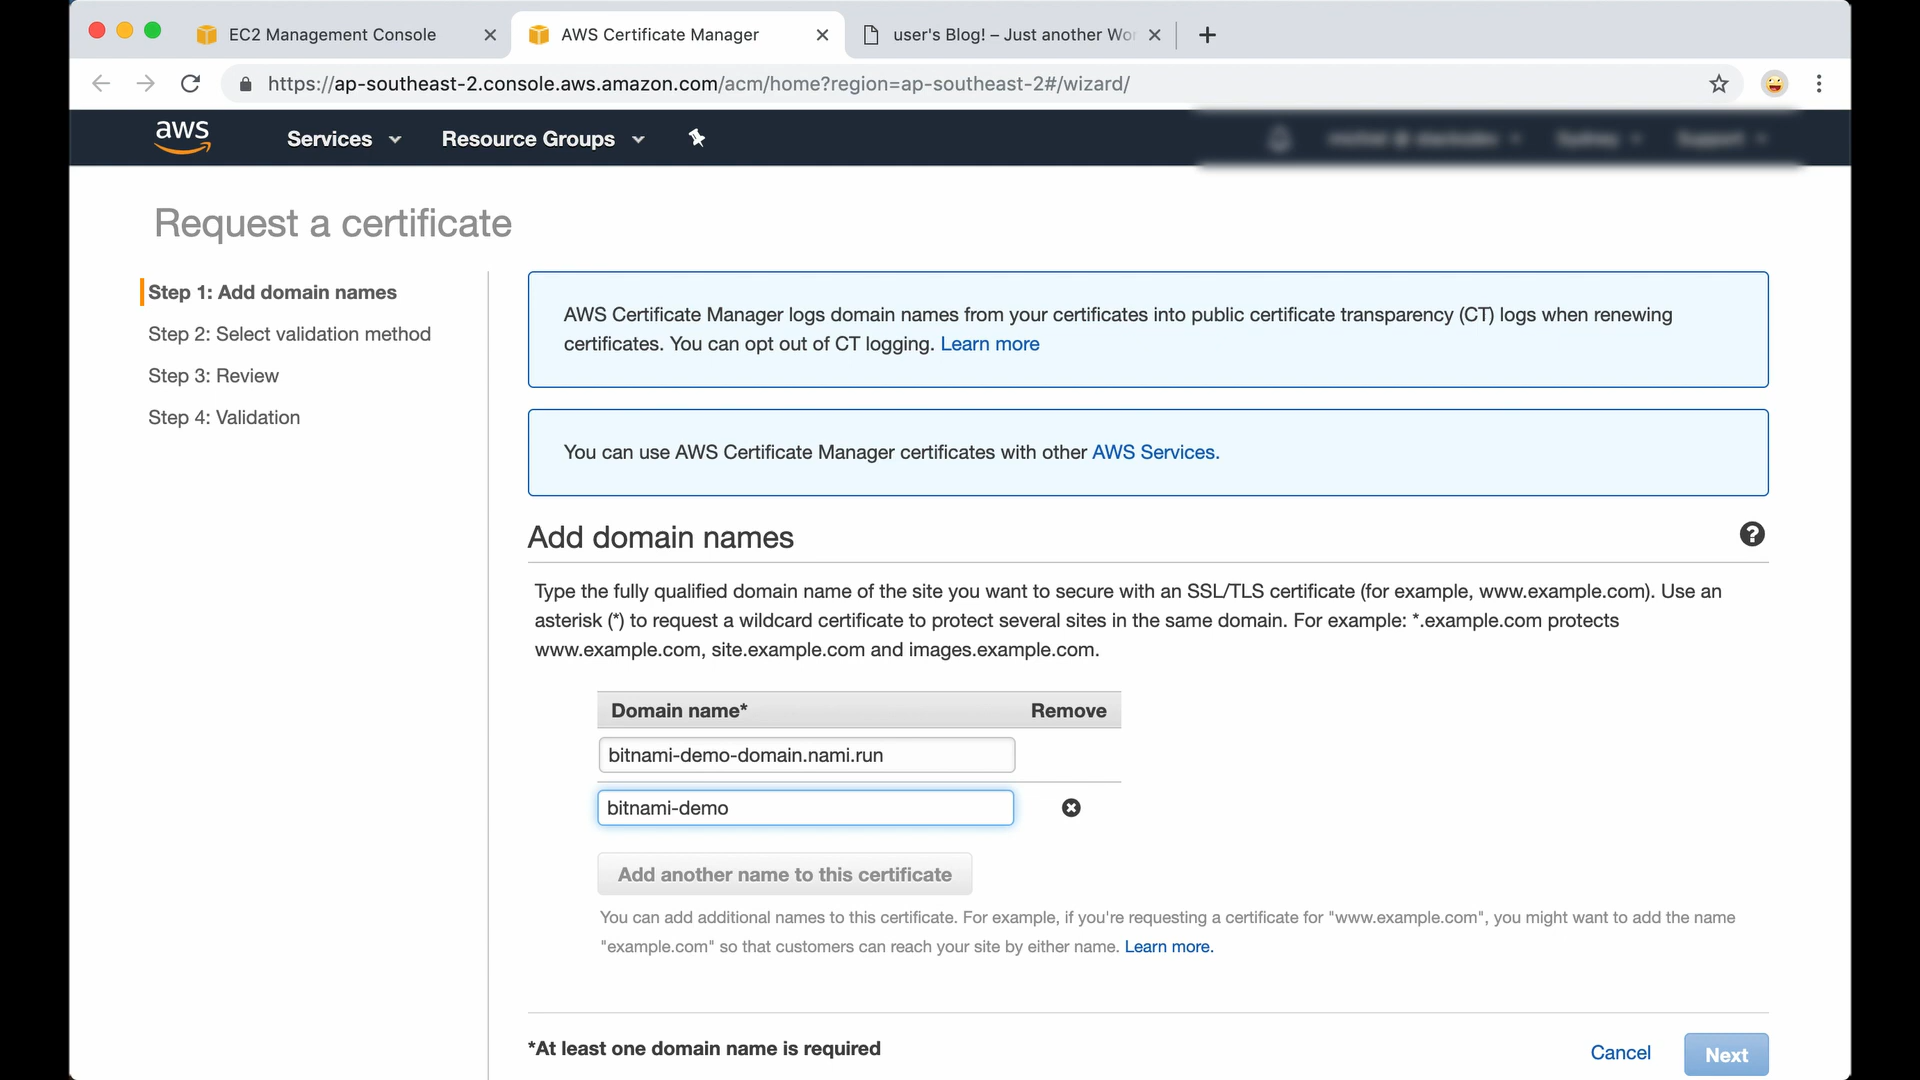 EC2 Management Console
AWS Certificate Manager
user's Blog! – Just another Wor
https://ap-southeast-2.console.aws.amazon.com/acm/home?region=ap-southeast-2#/wizard/
aws
Services
Resource Groups
Request a certificate
Step 1: Add domain names
Step 2: Select validation method
Step 3: Review
Step 4: Validation
AWS Certificate Manager logs domain names from your certificates into public certificate transparency (CT) logs when renewing
certificates. You can opt out of CT logging. Learn more
You can use AWS Certificate Manager certificates with other AWS Services.
Add domain names
Type the fully qualified domain name of the site you want to secure with an SSL/TLS certificate (for example, www.example.com). Use an
asterisk (*) to request a wildcard certificate to protect several sites in the same domain. For example: *.example.com protects
www.example.com, site.example.com and images.example.com.
Domain name* Remove
bitnami-demo-domain.nami.run
bitnami-demo
Add another name to this certificate
You can add additional names to this certificate. For example, if you're requesting a certificate for "www.example.com", you might want to add the name
"example.com" so that customers can reach your site by either name. Learn more.
*At least one domain name is required
Cancel
Next